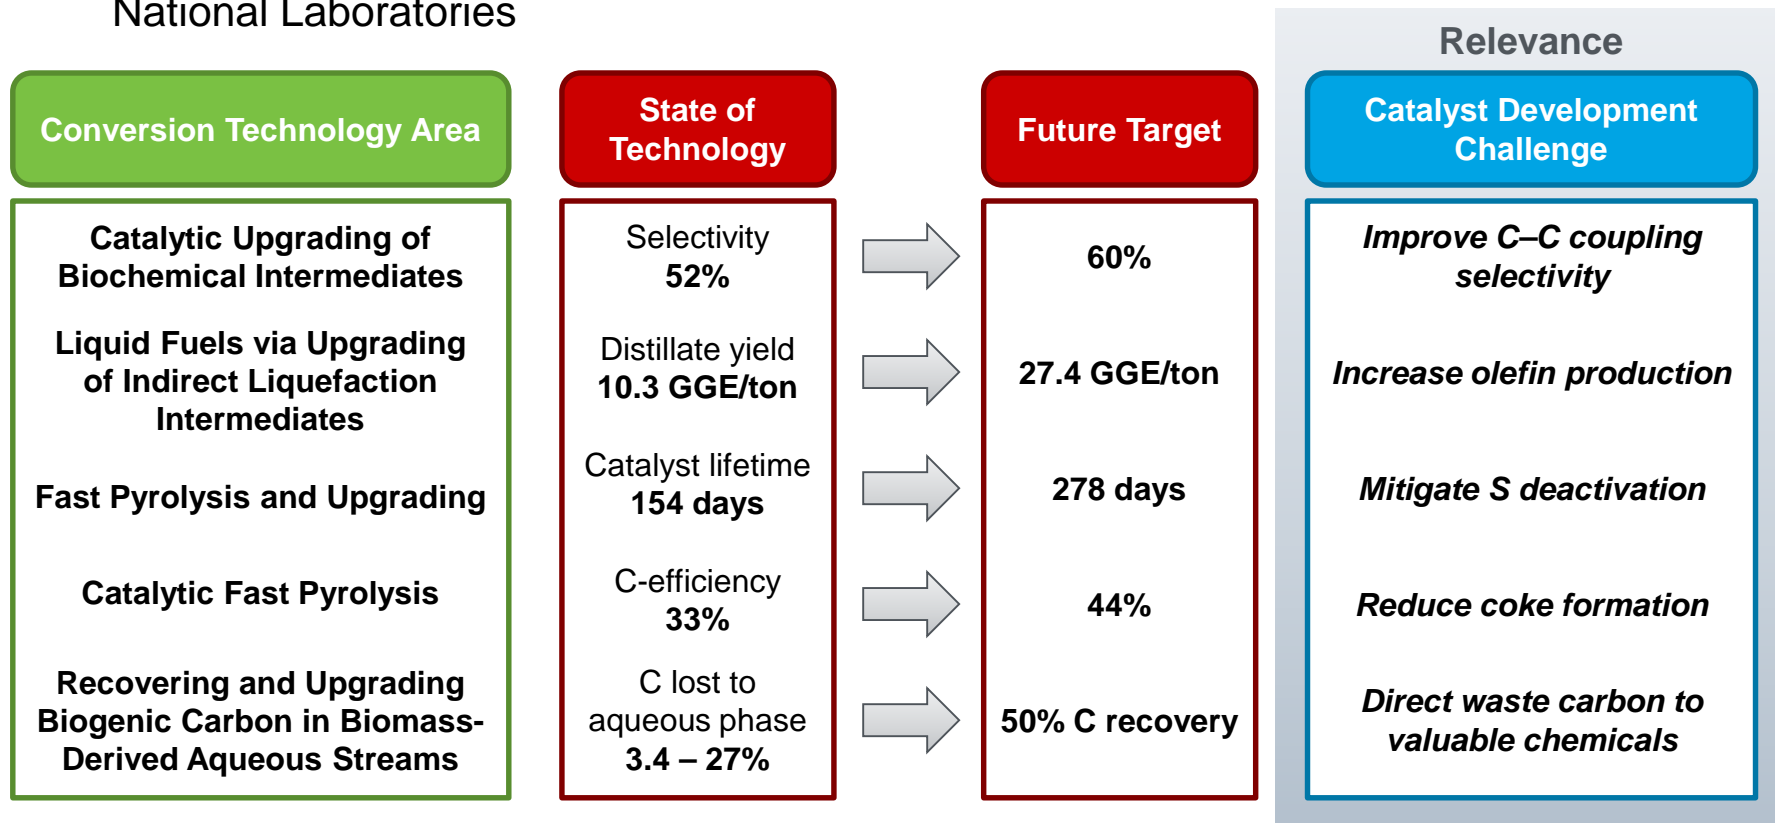 National Laboratories
Relevance
Conversion Technology Area
State of
Technology
Future Target
Catalyst Development
Challenge
Catalytic Upgrading of
Biochemical Intermediates
Selectivity
52%
60%
Improve C–C coupling
selectivity
Liquid Fuels via Upgrading
of Indirect Liquefaction
Intermediates
Distillate yield
10.3 GGE/ton
27.4 GGE/ton
Increase olefin production
Fast Pyrolysis and Upgrading
Catalyst lifetime
154 days
278 days
Mitigate S deactivation
Catalytic Fast Pyrolysis
C-efficiency
33%
44%
Reduce coke formation
Recovering and Upgrading
Biogenic Carbon in Biomass-
Derived Aqueous Streams
C lost to
aqueous phase
3.4 – 27%
50% C recovery
Direct waste carbon to
valuable chemicals